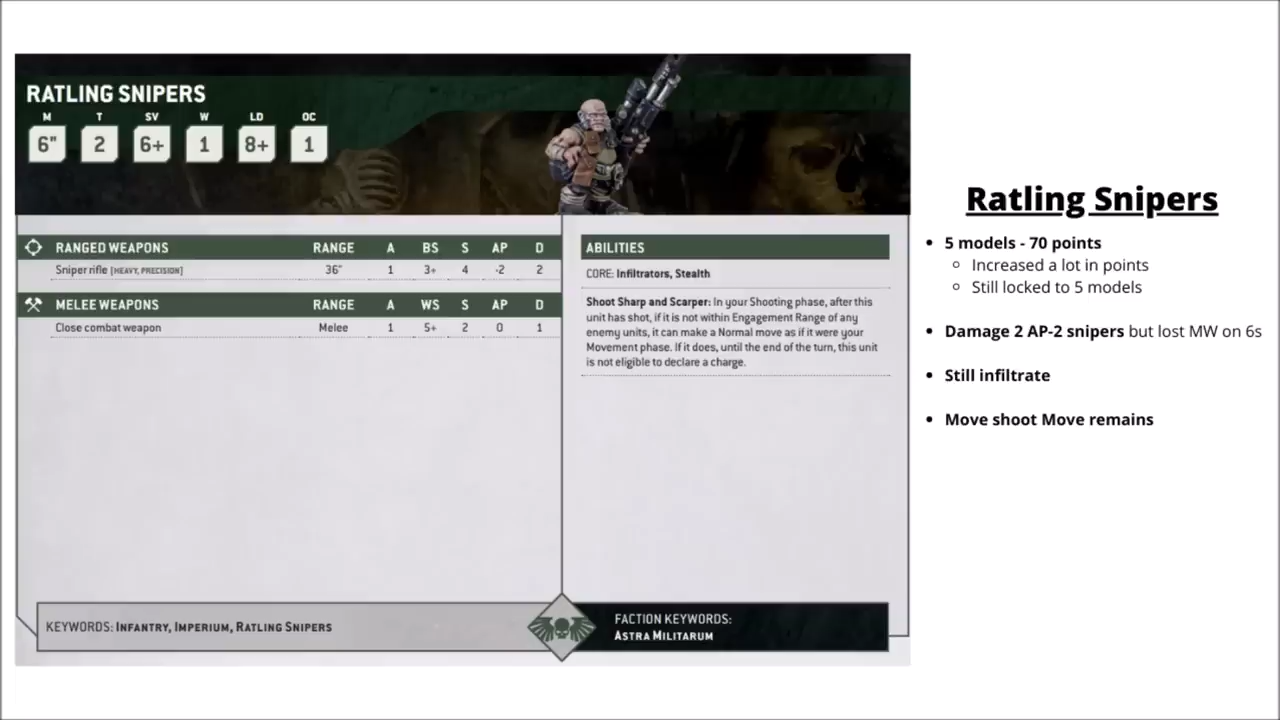 RATLING SNIPERS
M T SV W LD OC
6" 2 6+ 1 8+ 1
RANGED WEAPONS RANGE A BS S AP D
Sniper rifle [HEAVY, PRECISION] 36" 1 3+ 4 -2 2
MELEE WEAPONS RANGE A WS S AP D
Close combat weapon Melee 1 5+ 2 0 1
ABILITIES
CORE: Infiltrators, Stealth
Shoot Sharp and Scarper: In your Shooting phase, after this
unit has shot, if it is not within Engagement Range of any
enemy units, it can make a Normal move as if it were your
Movement phase. If it does, until the end of the turn, this unit
is not eligible to declare a charge.
KEYWORDS: INFANTRY, IMPERIUM, RATLING SNIPERS
FACTION KEYWORDS:
ASTRA MILITARUM
Ratling Snipers
• 5 models - 70 points
○ Increased a lot in points
○ Still locked to 5 models
• Damage 2 AP-2 snipers but lost MW on 6s
• Still infiltrate
• Move shoot Move remains